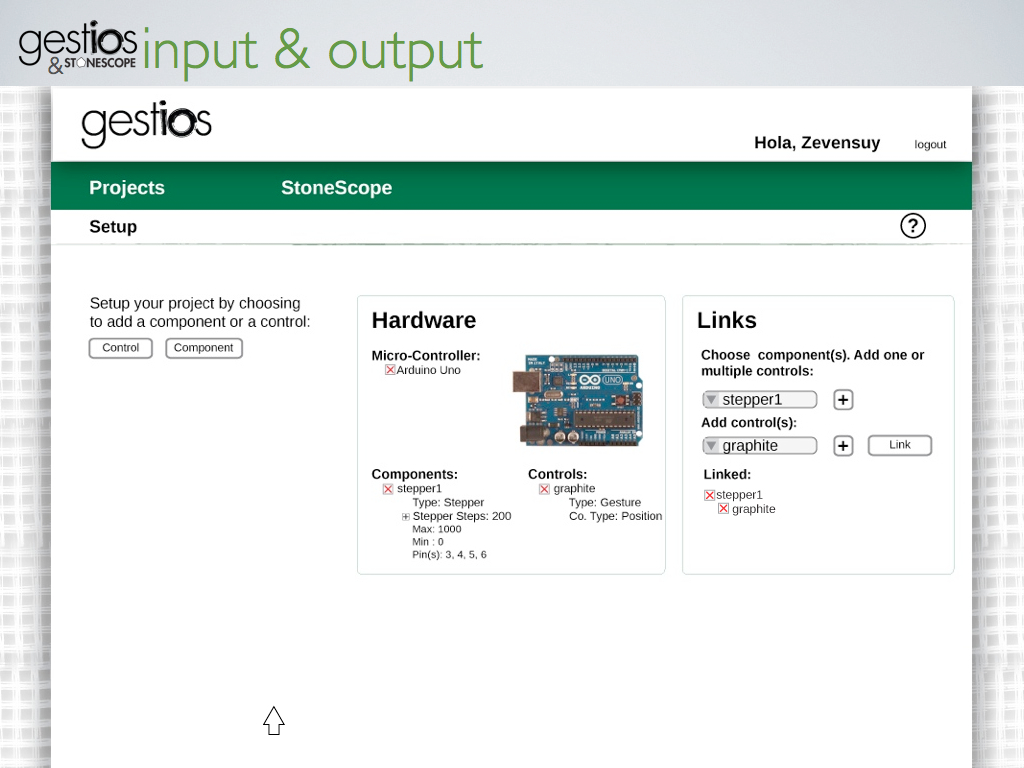 gestios
& STONESCOPE
input & output
gestios
Hola, Zevensuy
logout
Projects
StoneScope
Setup
?
Setup your project by choosing
to add a component or a control:
Control
Component
Hardware
Micro-Controller:
Arduino Uno
UNO
ARDUINO
Components:
stepper1
Type: Stepper
Stepper Steps: 200
Max: 1000
Min : 0
Pin(s): 3, 4, 5, 6
Controls:
graphite
Type: Gesture
Co. Type: Position
Links
Choose component(s). Add one or
multiple controls:
stepper1
+
Add control(s):
graphite
+
Link
Linked:
stepper1
graphite